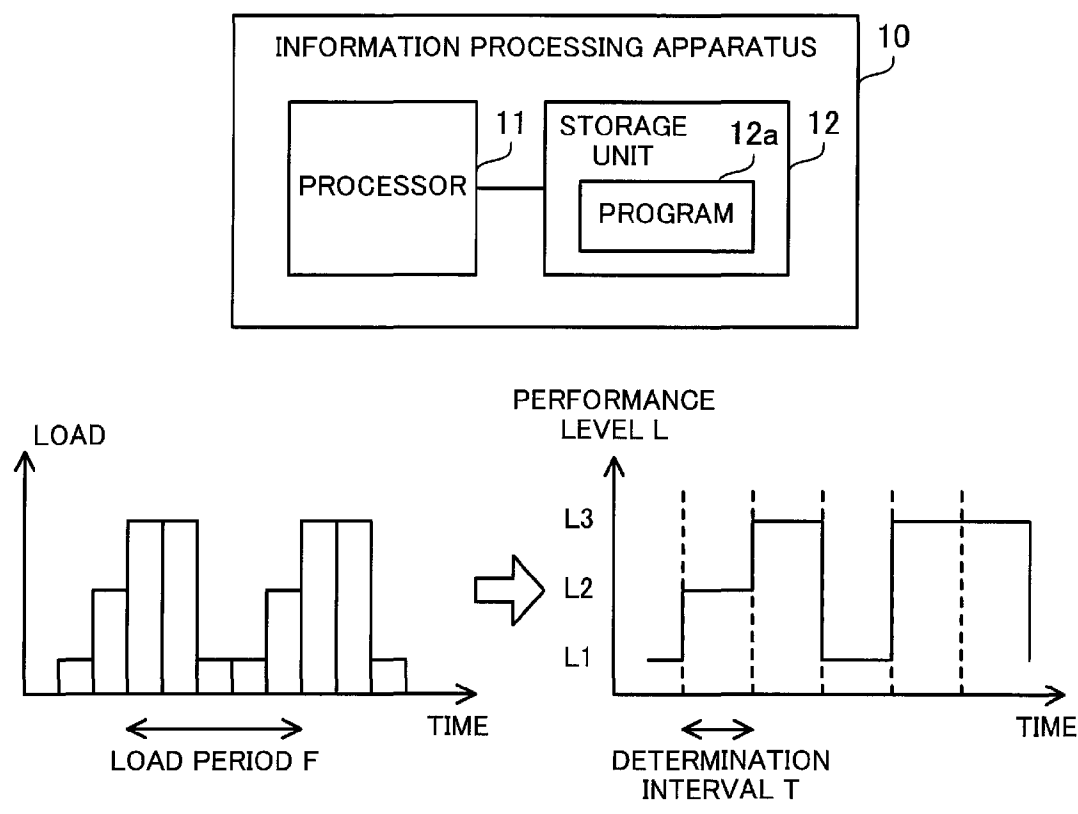 INFORMATION PROCESSING APPARATUS
10
PROCESSOR
11
STORAGE
UNIT
12a
12
PROGRAM
LOAD
TIME
LOAD PERIOD F
PERFORMANCE
LEVEL L
L3
L2
L1
TIME
DETERMINATION
INTERVAL T